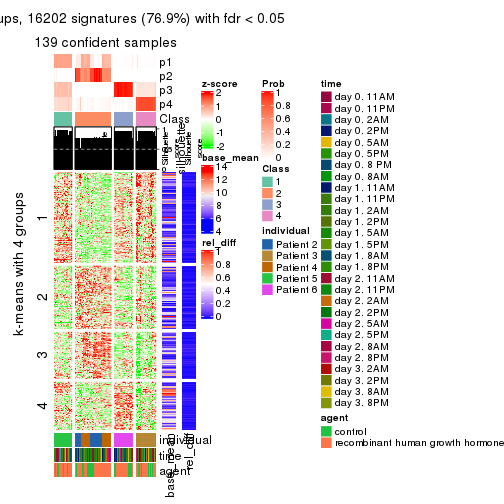 ups, 16202 signatures (76.9%) with fdr < 0.05
139 confident samples
p1
p2
p3
p4
Class
1
0.5
0
Silhouette
score
silhouette
k-means with 4 groups
1
2
3
4
individual
time
agent
base_mean
rel_diff
z-score
2
1
0
-1
-2
base_mean
14
12
10
8
6
4
rel_diff
1
0.8
0.6
0.4
0.2
0
Prob
1
0.8
0.6
0.4
0.2
0
Class
1
2
3
4
individual
Patient 2
Patient 3
Patient 4
Patient 5
Patient 6
time
day 0. 11AM
day 0. 11PM
day 0. 2AM
day 0. 2PM
day 0. 5AM
day 0. 5PM
day 0. 8 PM
day 0. 8AM
day 1. 11AM
day 1. 11PM
day 1. 2AM
day 1. 2PM
day 1. 5AM
day 1. 5PM
day 1. 8AM
day 1. 8PM
day 2. 11AM
day 2. 11PM
day 2. 2AM
day 2. 2PM
day 2. 5AM
day 2. 5PM
day 2. 8AM
day 2. 8PM
day 3. 2AM
day 3. 2PM
day 3. 8AM
day 3. 8PM
agent
control
recombinant human growth hormone